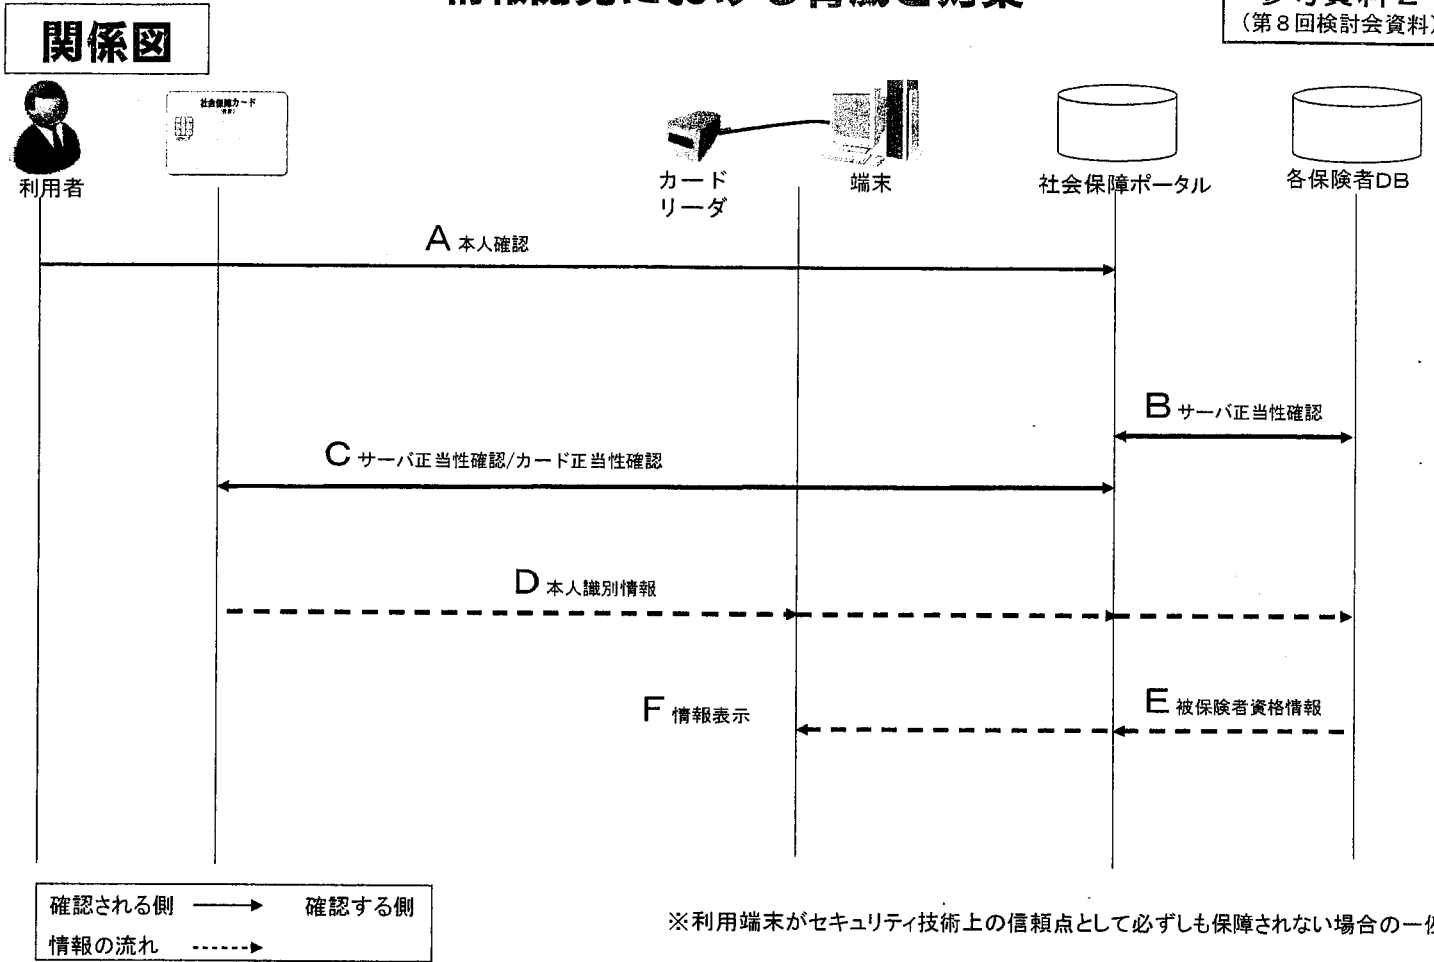 参考資料2
(第8回検討会資料)
関係図
社会保障カード
利用者
カード
リーダ
端末
社会保障ポータル
各保険者DB
A 本人確認
B サーバ正当性確認
C サーバ正当性確認/カード正当性確認
D 本人識別情報
E 被保険者資格情報
F 情報表示
確認される側 確認する側
情報の流れ
※利用端末がセキュリティ技術上の信頼点として必ずしも保障されない場合の一例